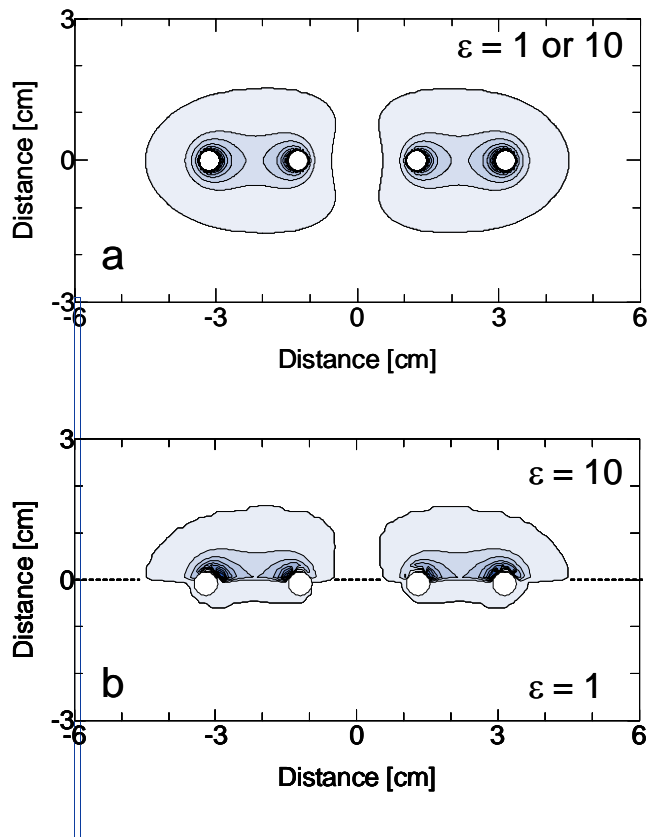 3
ε = 1 or 10
Distance [cm]
0
a
-3
-6 -3 0 3 6
Distance [cm]
3
ε = 10
Distance [cm]
0
b
ε = 1
-3
-6 -3 0 3 6
Distance [cm]